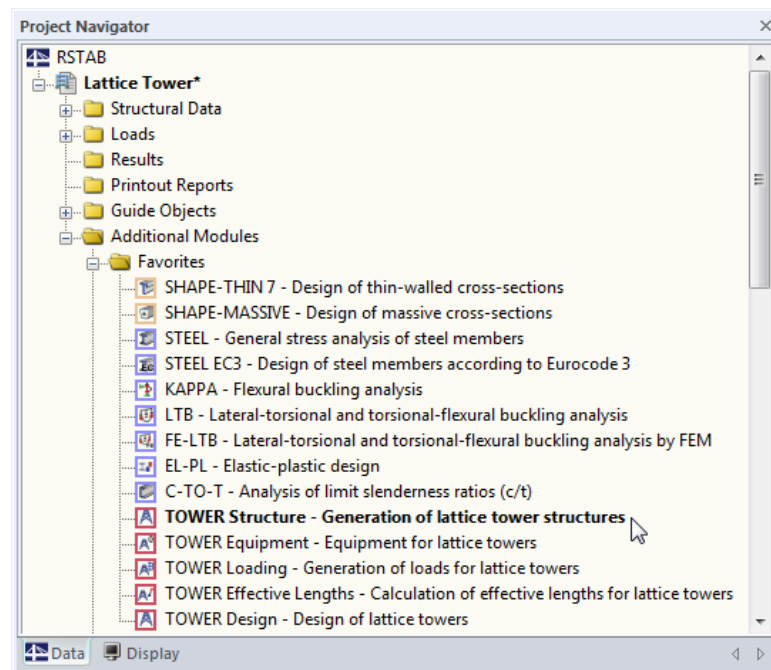 Project Navigator
RSTAB
Lattice Tower*
Structural Data
Loads
Results
Printout Reports
Guide Objects
Additional Modules
Favorites
SHAPE-THIN 7 - Design of thin-walled cross-sections
SHAPE-MASSIVE - Design of massive cross-sections
STEEL - General stress analysis of steel members
STEEL EC3 - Design of steel members according to Eurocode 3
KAPPA - Flexural buckling analysis
LTB - Lateral-torsional and torsional-flexural buckling analysis
FE-LTB - Lateral-torsional and torsional-flexural buckling analysis by FEM
EL-PL - Elastic-plastic design
C-TO-T - Analysis of limit slenderness ratios (c/t)
TOWER Structure - Generation of lattice tower structures
TOWER Equipment - Equipment for lattice towers
TOWER Loading - Generation of loads for lattice towers
TOWER Effective Lengths - Calculation of effective lengths for lattice towers
TOWER Design - Design of lattice towers
Data Display